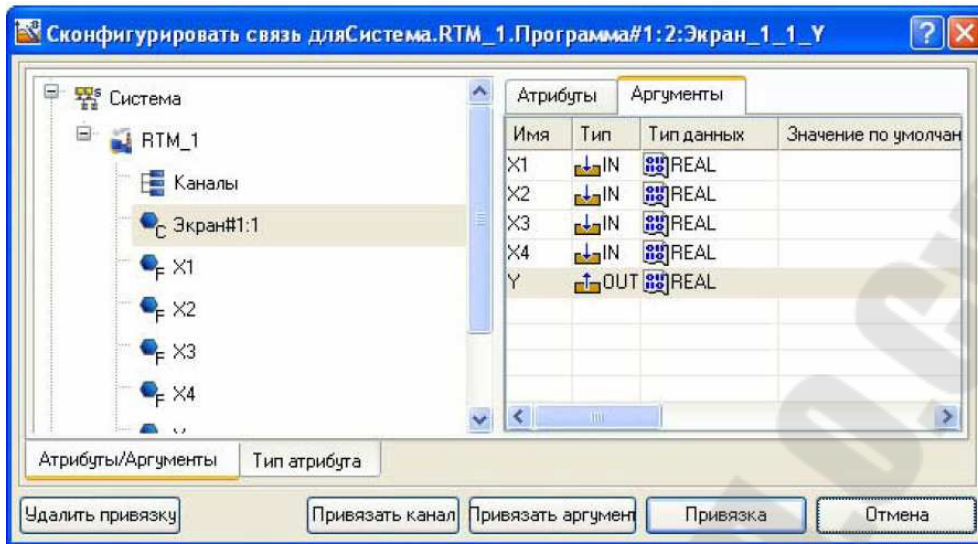 Сконфигурировать связь дляСистема.RTM_1.Программа#1:2:Экран_1_1_Y
Система
RTM_1
Каналы
Экран#1:1
X1
X2
X3
X4
Атрибуты Аргументы
Имя Тип Тип данных Значение по умолчан
X1 IN REAL
X2 IN REAL
X3 IN REAL
X4 IN REAL
Y OUT REAL
Атрибуты/Аргументы Тип атрибута
Удалить привязку Привязать канал Привязать аргумент Привязка Отмена